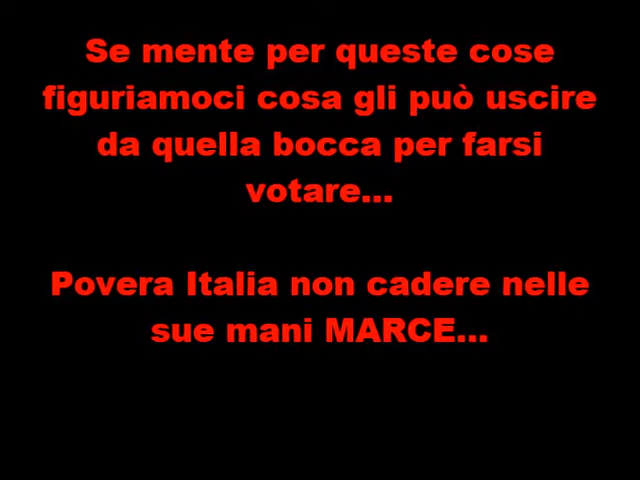 Se mente per queste cose
figuriamoci cosa gli può uscire
da quella bocca per farsi
votare...
Povera Italia non cadere nelle
sue mani MARCE...